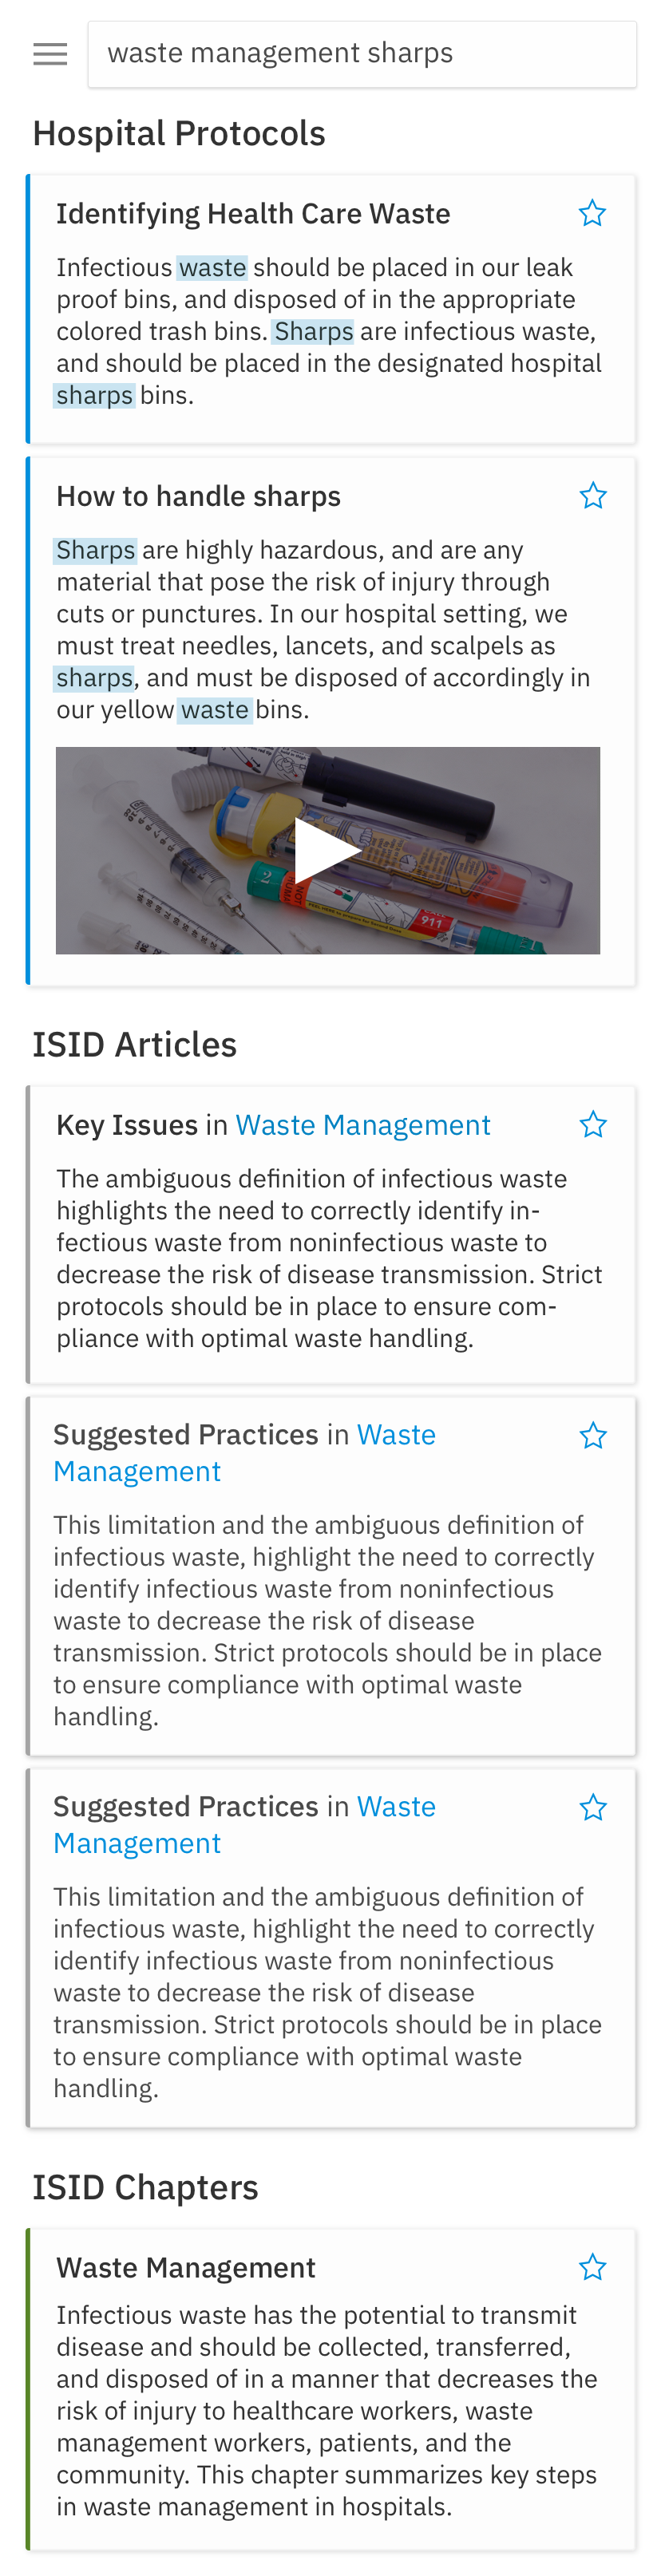 waste management sharps
Hospital Protocols
Identifying Health Care Waste
Infectious waste should be placed in our leak
proof bins, and disposed of in the appropriate
colored trash bins. Sharps are infectious waste,
and should be placed in the designated hospital
sharps bins.
How to handle sharps
Sharps are highly hazardous, and are any
material that pose the risk of injury through
cuts or punctures. In our hospital setting, we
must treat needles, lancets, and scalpels as
sharps, and must be disposed of accordingly in
our yellow waste bins.
2
911
ISID Articles
Key Issues in Waste Management
The ambiguous definition of infectious waste
highlights the need to correctly identify in-
fectious waste from noninfectious waste to
decrease the risk of disease transmission. Strict
protocols should be in place to ensure com-
pliance with optimal waste handling.
Suggested Practices in Waste
Management
This limitation and the ambiguous definition of
infectious waste, highlight the need to correctly
identify infectious waste from noninfectious
waste to decrease the risk of disease
transmission. Strict protocols should be in place
to ensure compliance with optimal waste
handling.
Suggested Practices in Waste
Management
This limitation and the ambiguous definition of
infectious waste, highlight the need to correctly
identify infectious waste from noninfectious
waste to decrease the risk of disease
transmission. Strict protocols should be in place
to ensure compliance with optimal waste
handling.
ISID Chapters
Waste Management
Infectious waste has the potential to transmit
disease and should be collected, transferred,
and disposed of in a manner that decreases the
risk of injury to healthcare workers, waste
management workers, patients, and the
community. This chapter summarizes key steps
in waste management in hospitals.